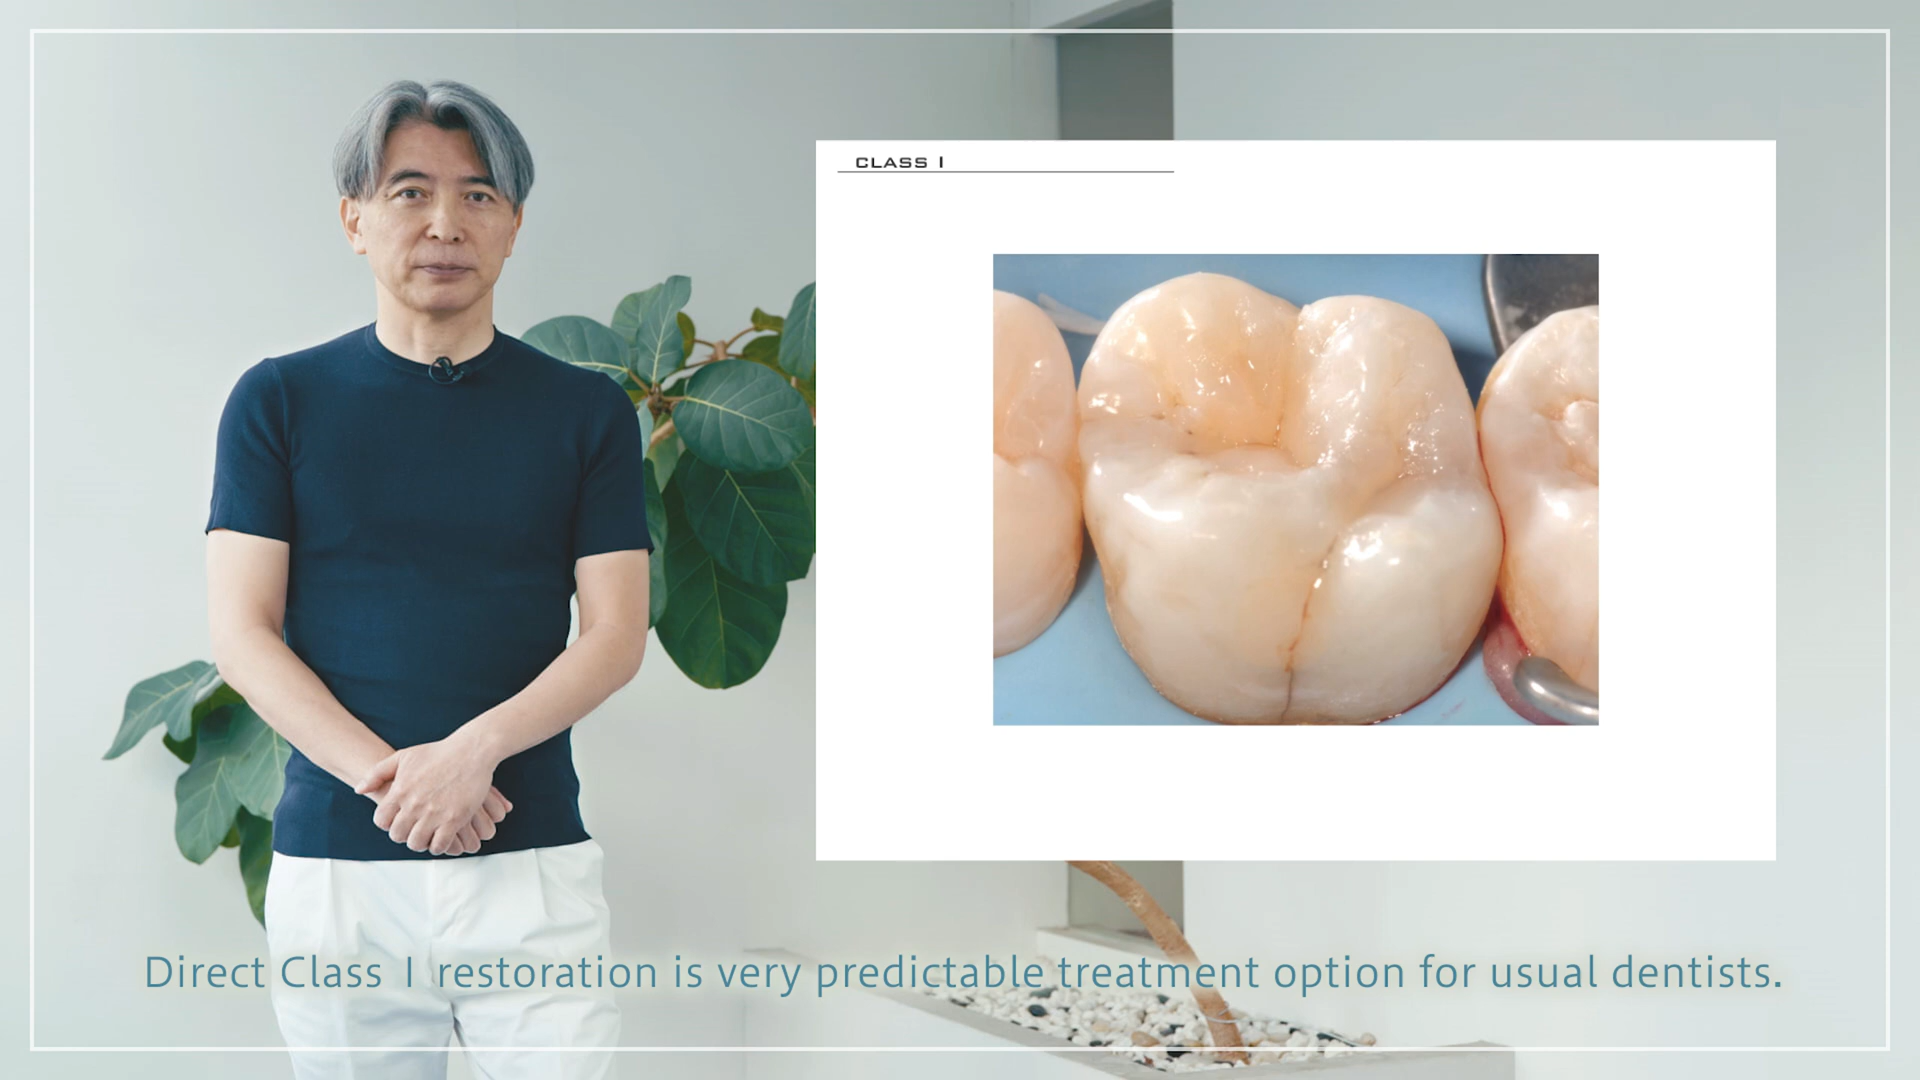 CLASS I
Direct Class I restoration is very predictable treatment option for usual dentists.